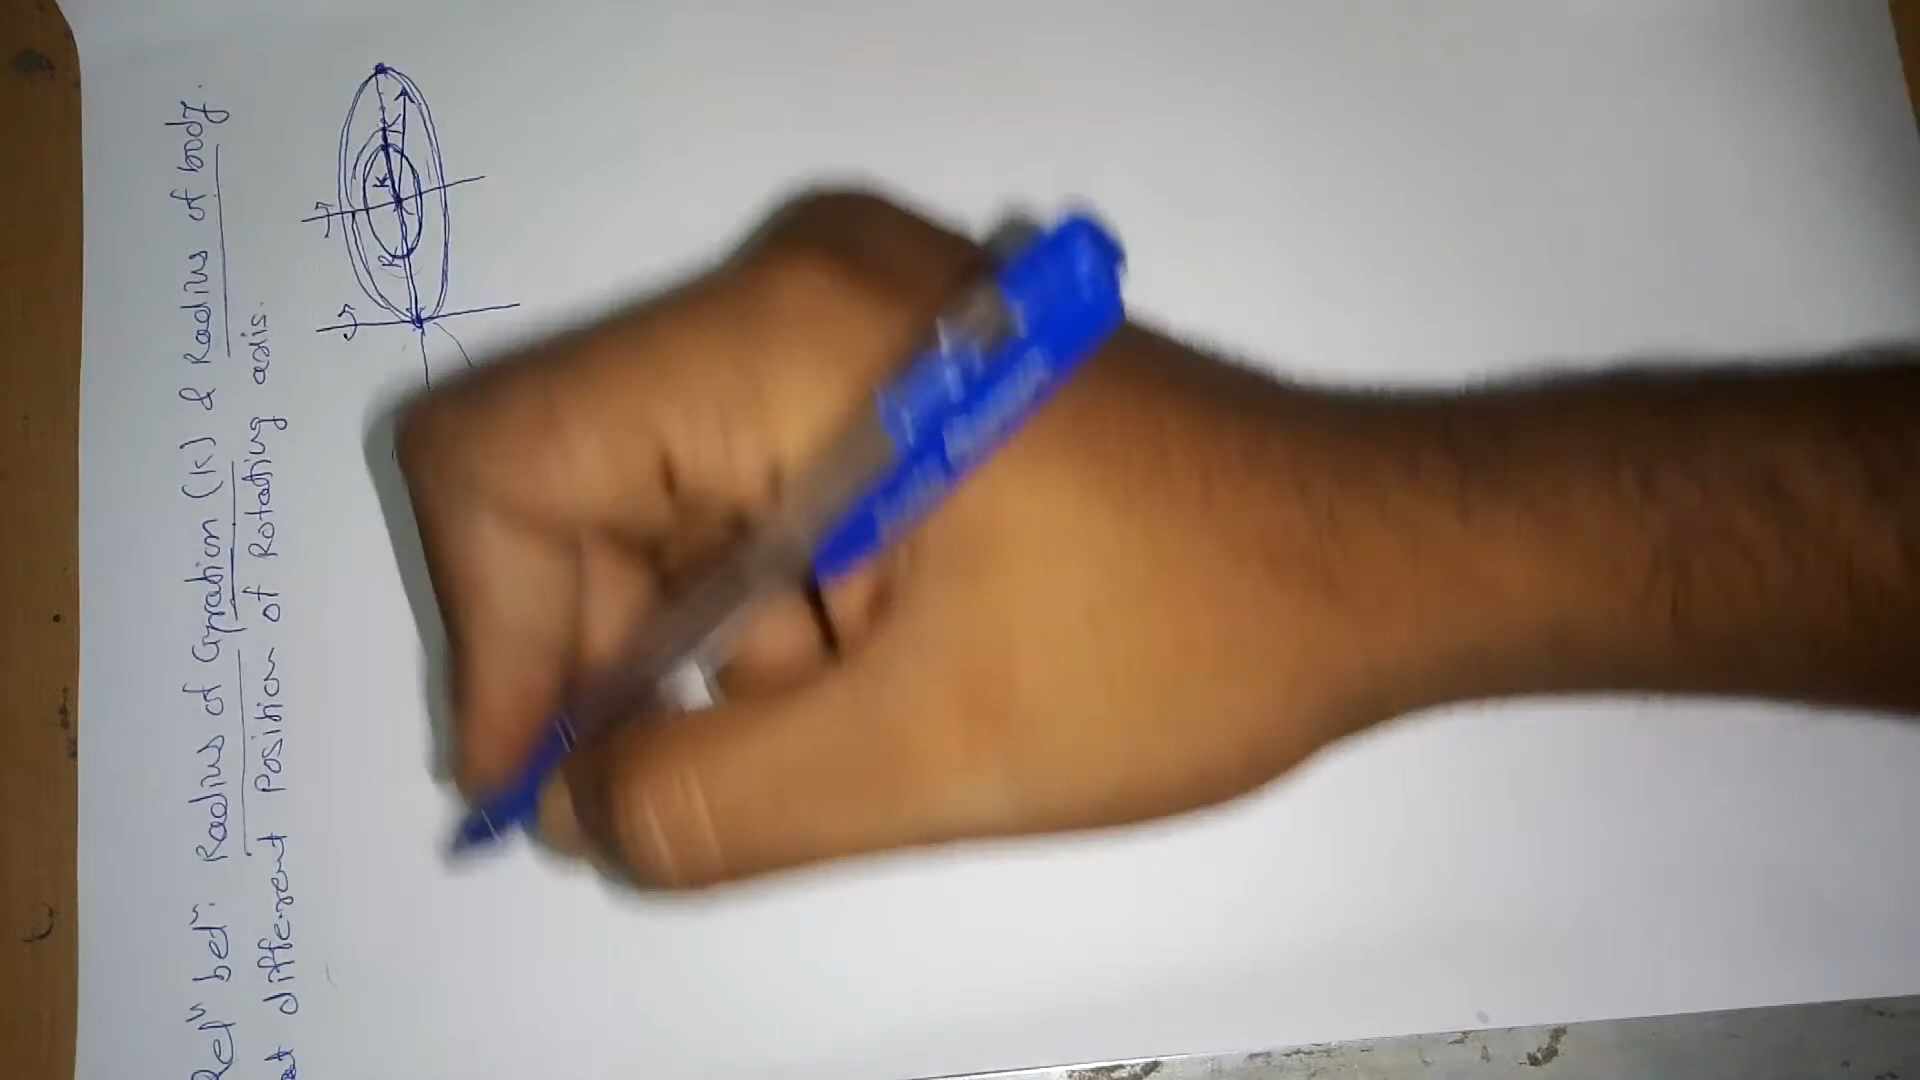 Relⁿ betⁿ. Radius of Gyration (K) & Radius of body.
at different Position of Rotating axis.
K
K
R